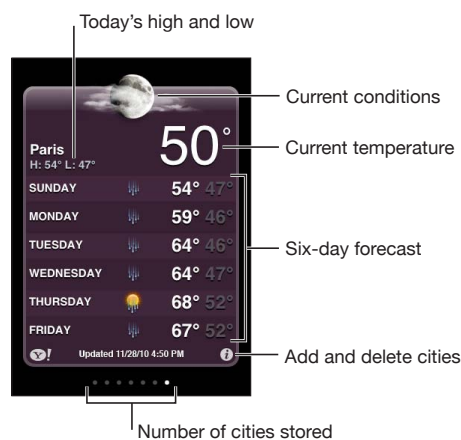 Today's high and low
Current conditions
50°
Current temperature
Paris
H: 54° L: 47°
SUNDAY 54° 47°
MONDAY 59° 46°
TUESDAY 64° 46°
Six-day forecast
WEDNESDAY 64° 47°
THURSDAY 68° 52°
FRIDAY 67° 52°
Y! Updated 11/28/10 4:50 PM i
Add and delete cities
Number of cities stored